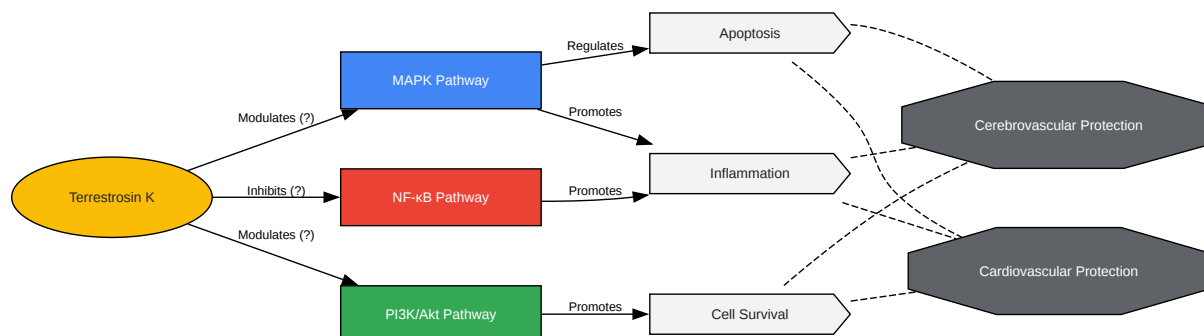 Apoptosis
Regulates
MAPK Pathway
Promotes
Modulates (?)
Cerebrovascular Protection
Inflammation
Terrestrosin K
Inhibits (?)
NF-κB Pathway
Promotes
Modulates (?)
Cardiovascular Protection
PI3K/Akt Pathway
Promotes
Cell Survival